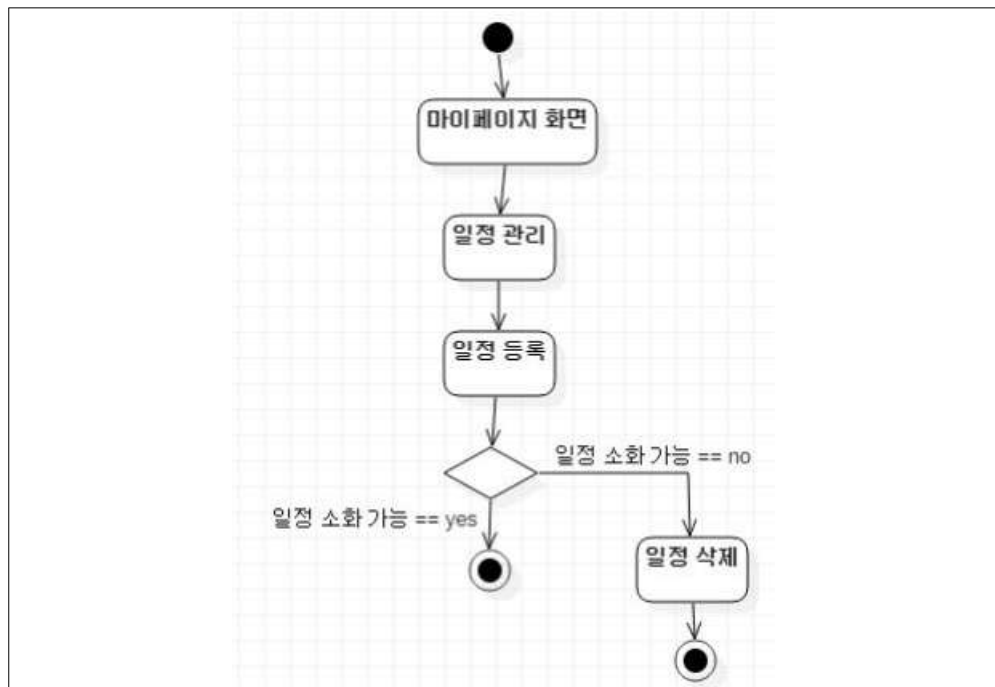 마이페이지 화면
일정 관리
일정 등록
일정 소화 가능 == no
일정 소화 가능 == yes
일정 삭제